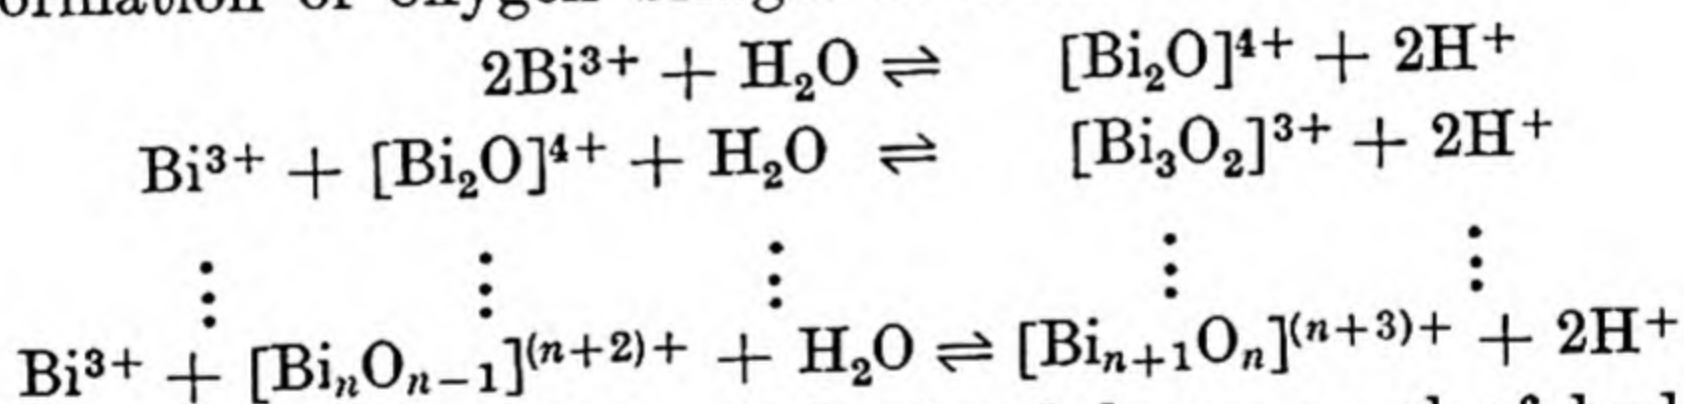 2Bi³⁺ + H₂O ⇌ [Bi₂O]⁴⁺ + 2H⁺
Bi³⁺ + [Bi₂O]⁴⁺ + H₂O ⇌ [Bi₃O₂]³⁺ + 2H⁺
⋮ ⋮ ⋮ ⋮ ⋮
Bi³⁺ + [BiₙOₙ₋₁]⁽ⁿ⁺²⁾⁺ + H₂O ⇌ [Biₙ₊₁Oₙ]⁽ⁿ⁺³⁾⁺ + 2H⁺